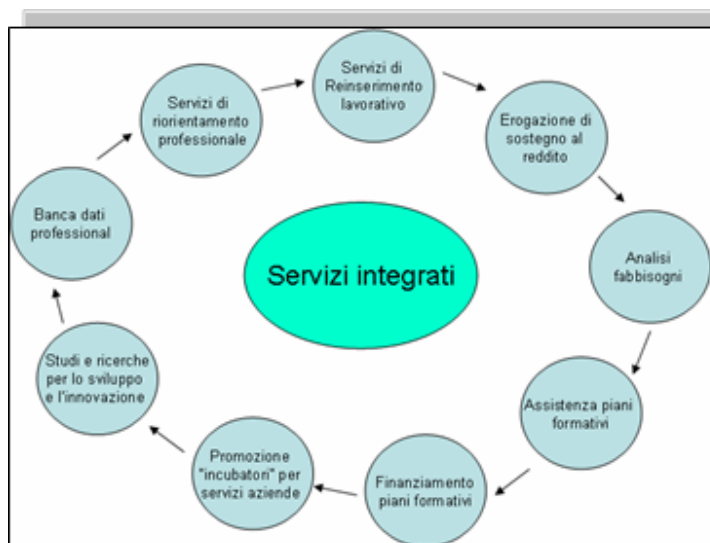 Servizi di
Reinserimento
lavorativo
Servizi di
riorientamento
professionale
Erogazione di
sostegno al
reddito
Banca dati
professional
Servizi integrati
Analisi
fabbisogni
Studi e ricerche
per lo sviluppo
e l'innovazione
Assistenza piani
formativi
Promozione
"incubatori" per
servizi aziende
Finanziamento
piani formativi